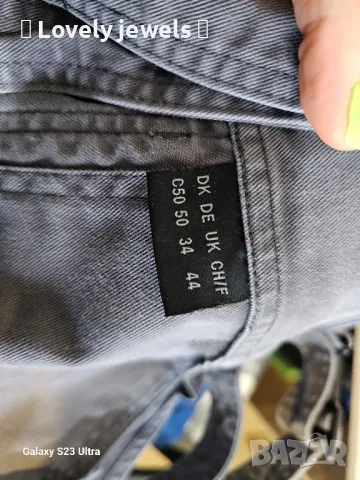 ▯ Lovely jewels ▯
DK DE UK CH/F
C50 50 34 44
Galaxy S23 Ultra
BAZAR